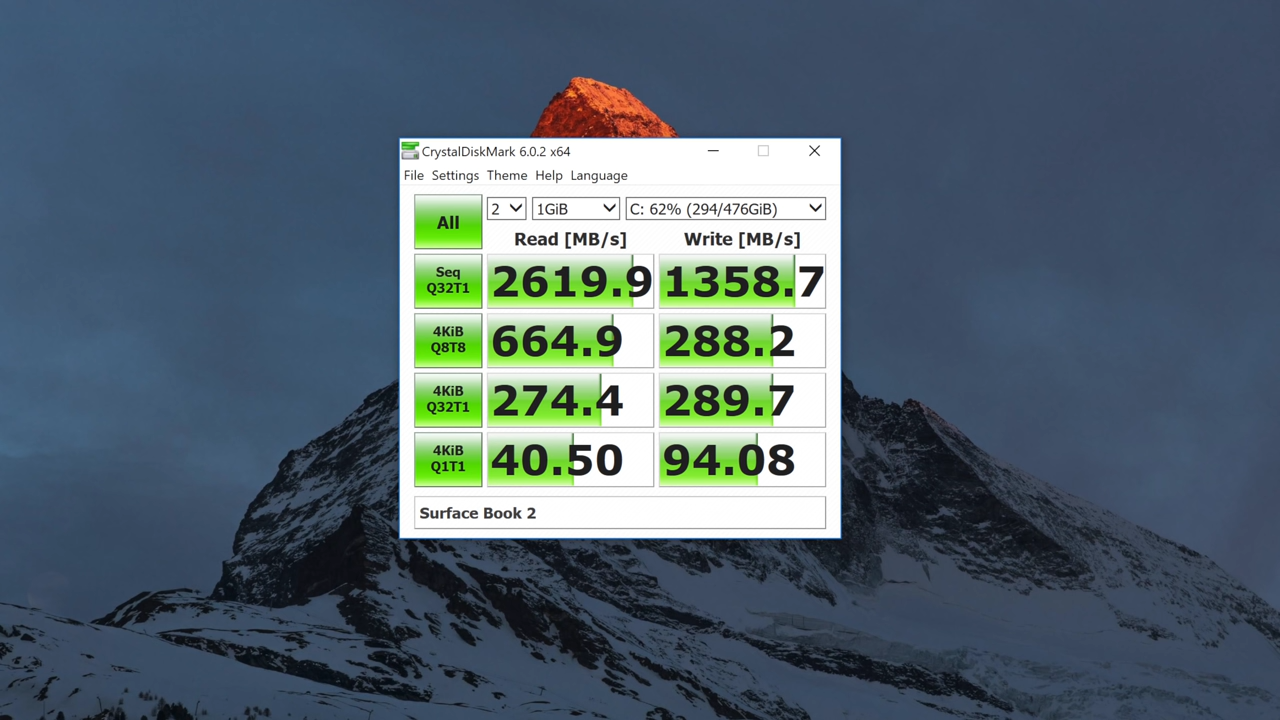 CrystalDiskMark 6.0.2 x64
File Settings Theme Help Language
All 2 1GiB C: 62% (294/476GiB)
Read [MB/s] Write [MB/s]
Seq
Q32T1
2619.9 1358.7
4KiB
Q8T8
664.9 288.2
4KiB
Q32T1
274.4 289.7
4KiB
Q1T1
40.50 94.08
Surface Book 2